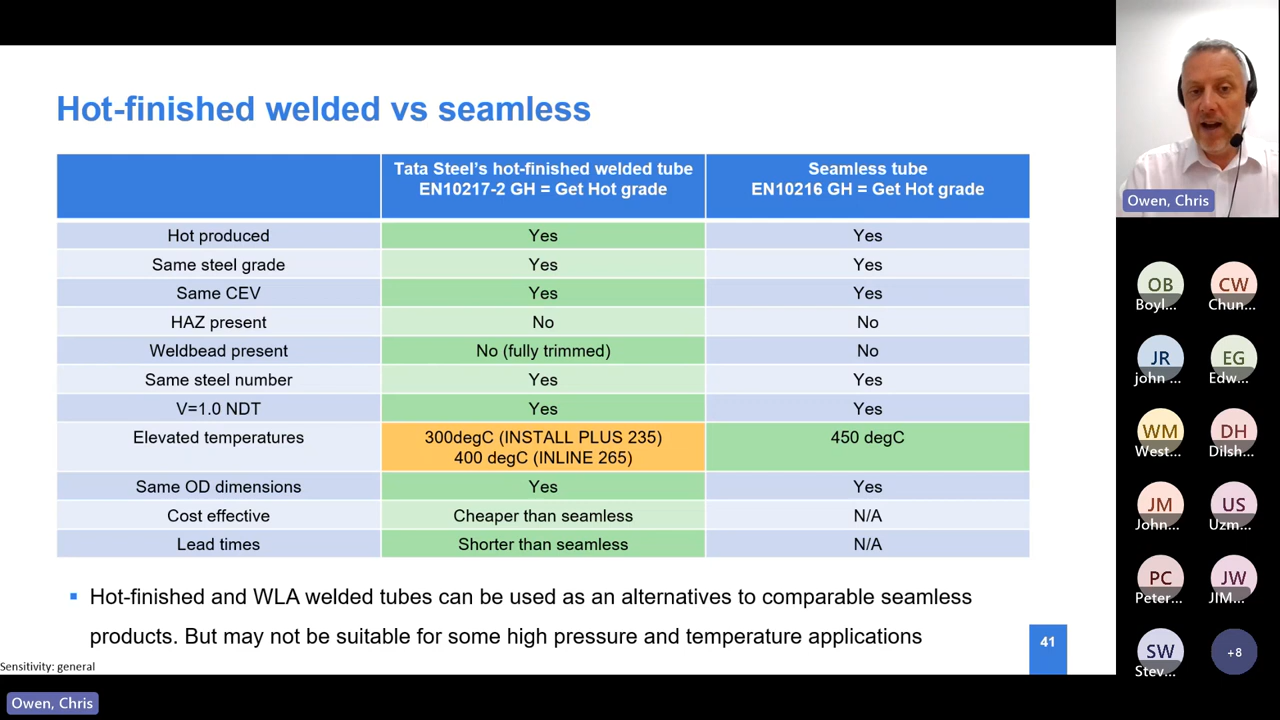 Hot-finished welded vs seamless
Tata Steel's hot-finished welded tube
EN10217-2 GH = Get Hot grade
Seamless tube
EN10216 GH = Get Hot grade
Hot produced Yes Yes
Same steel grade Yes Yes
Same CEV Yes Yes
HAZ present No No
Weldbead present No (fully trimmed) No
Same steel number Yes Yes
V=1.0 NDT Yes Yes
Elevated temperatures 300degC (INSTALL PLUS 235) 450 degC
400 degC (INLINE 265)
Same OD dimensions Yes Yes
Cost effective Cheaper than seamless N/A
Lead times Shorter than seamless N/A
▪ Hot-finished and WLA welded tubes can be used as an alternatives to comparable seamless
products. But may not be suitable for some high pressure and temperature applications
41
Sensitivity: general
Owen, Chris
Owen, Chris
OB CW
Boyl... Chun...
JR EG
john ... Edw...
WM DH
West... Dilsh...
JM US
John... Uzm...
PC JW
Peter... JIM...
SW +8
Stev...